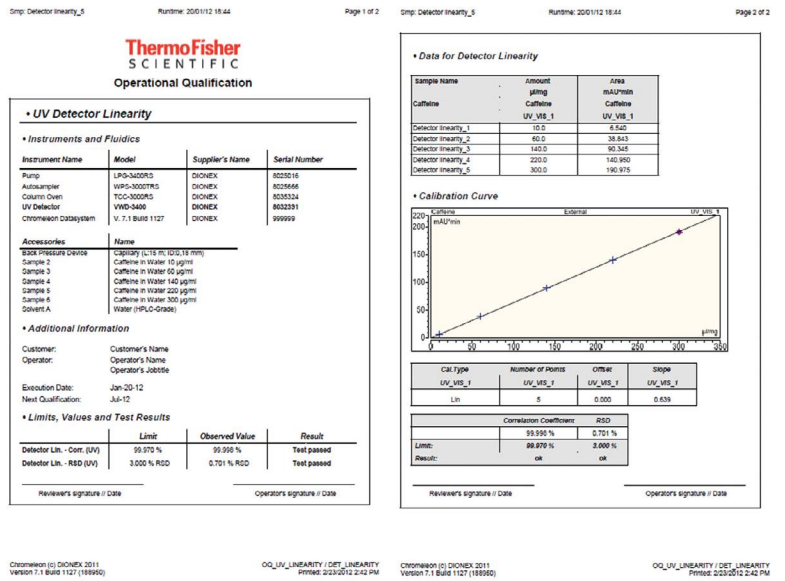 Smp: Detector linearity_5 Runtime: 20/01/12 18:44 Page 1 of 2
ThermoFisher
SCIENTIFIC
Operational Qualification
• UV Detector Linearity
• Instruments and Fluidics
Instrument Name Model Supplier's Name Serial Number
Pump LPG-3400RS DIONEX 8025016
Autosampler WPS-3000TRS DIONEX 8025666
Column Oven TCC-3000RS DIONEX 8035324
UV Detector VWD-3400 DIONEX 8032331
Chromeleon Datasystem V. 7.1 Build 1127 DIONEX 999999
Accessories Name
Back Pressure Device Capillary (L:15 m; ID:0,18 mm)
Sample 2 Caffeine in Water 10 µg/ml
Sample 3 Caffeine in Water 60 µg/ml
Sample 4 Caffeine in Water 140 µg/ml
Sample 5 Caffeine in Water 220 µg/ml
Sample 6 Caffeine in Water 300 µg/ml
Solvent A Water (HPLC-Grade)
• Additional Information
Customer: Customer's Name
Operator: Operator's Name
Operator's Jobtitle
Execution Date: Jan-20-12
Next Qualification: Jul-12
• Limits, Values and Test Results
Limit Observed Value Result
Detector Lin. - Corr. (UV) 99.970 % 99.998 % Test passed
Detector Lin. - RSD (UV) 3.000 % RSD 0.701 % RSD Test passed
Reviewer's signature // Date Operator's signature // Date
Chromeleon (c) DIONEX 2011 OQ_UV_LINEARITY / DET_LINEARITY
Version 7.1 Build 1127 (188950) Printed: 2/23/2012 2:42 PM
Smp: Detector linearity_5 Runtime: 20/01/12 18:44 Page 2 of 2
• Data for Detector Linearity
Sample Name Amount Area
µl/mg mAU*min
Caffeine Caffeine Caffeine
UV_VIS_1 UV_VIS_1
Detector linearity_1 10.0 6.540
Detector linearity_2 60.0 38.843
Detector linearity_3 140.0 90.345
Detector linearity_4 220.0 140.950
Detector linearity_5 300.0 190.975
• Calibration Curve
Caffeine External UV_VIS_1
220
mAU*min
200
150
100
50
0
µl/mg
0 50 100 150 200 250 300 350
Cal.Type Number of Points Offset Slope
UV_VIS_1 UV_VIS_1 UV_VIS_1 UV_VIS_1
Lin 5 0.000 0.639
Correlation Coefficient RSD
99.998 % 0.701 %
Limit: 99.970 % 3.000 %
Result: ok ok
Reviewer's signature // Date Operator's signature // Date
Chromeleon (c) DIONEX 2011 OQ_UV_LINEARITY / DET_LINEARITY
Version 7.1 Build 1127 (188950) Printed: 2/23/2012 2:42 PM